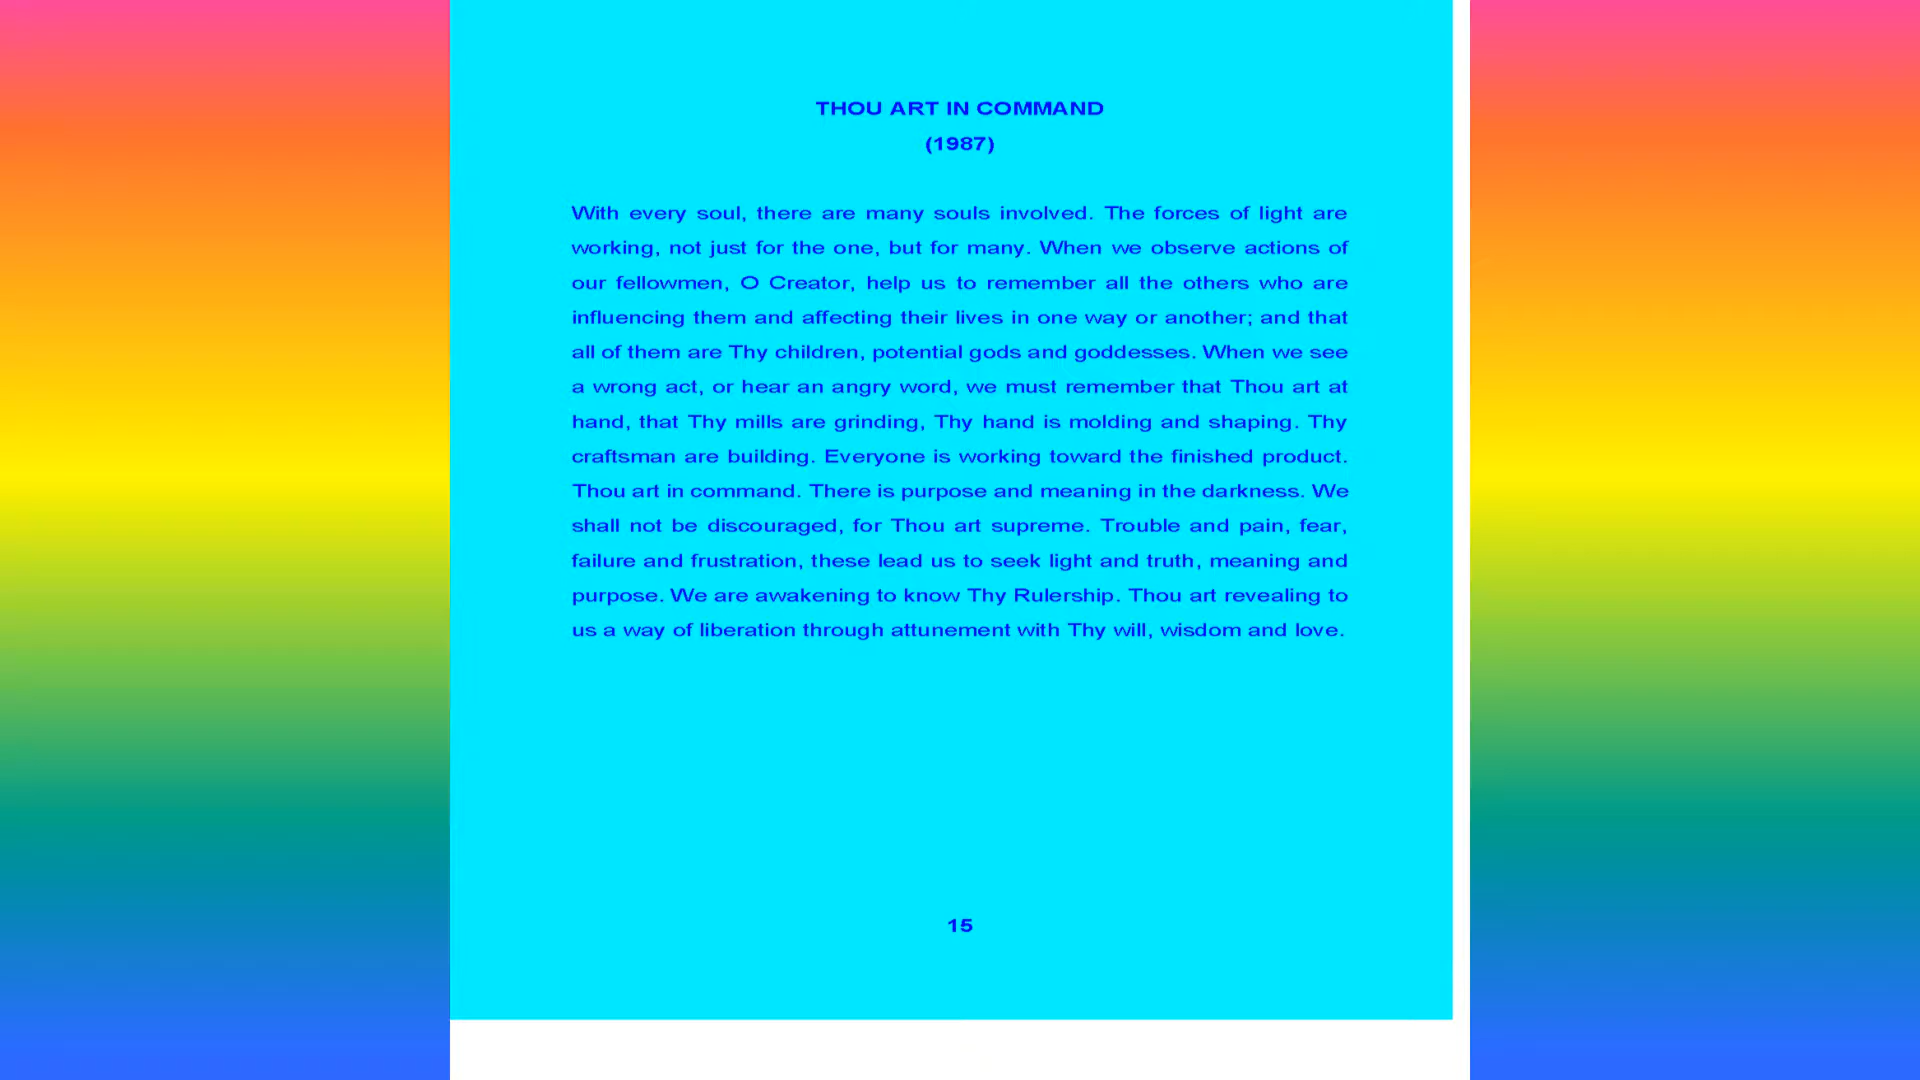 THOU ART IN COMMAND
(1987)
With every soul, there are many souls involved. The forces of light are
working, not just for the one, but for many. When we observe actions of
our fellowmen, O Creator, help us to remember all the others who are
influencing them and affecting their lives in one way or another; and that
all of them are Thy children, potential gods and goddesses. When we see
a wrong act, or hear an angry word, we must remember that Thou art at
hand, that Thy mills are grinding, Thy hand is molding and shaping. Thy
craftsman are building. Everyone is working toward the finished product.
Thou art in command. There is purpose and meaning in the darkness. We
shall not be discouraged, for Thou art supreme. Trouble and pain, fear,
failure and frustration, these lead us to seek light and truth, meaning and
purpose. We are awakening to know Thy Rulership. Thou art revealing to
us a way of liberation through attunement with Thy will, wisdom and love.
15